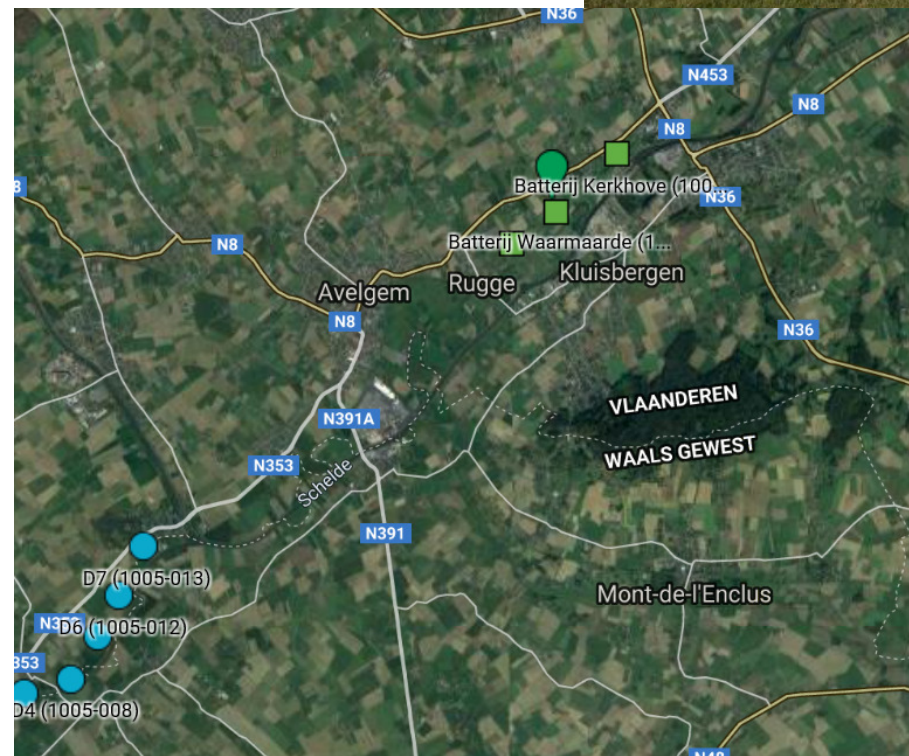 N36
N453
N8
N8
Batterij Kerkhove (100...
N36
8
N8
Batterij Waarmaarde (1...
Kluisbergen
Rugge
Avelgem
N8
N36
VLAANDEREN
N391A
WAALS GEWEST
N353
Schelde
N391
D7 (1005-013)
Mont-de-l'Enclus
D6 (1005-012)
353
D4 (1005-008)